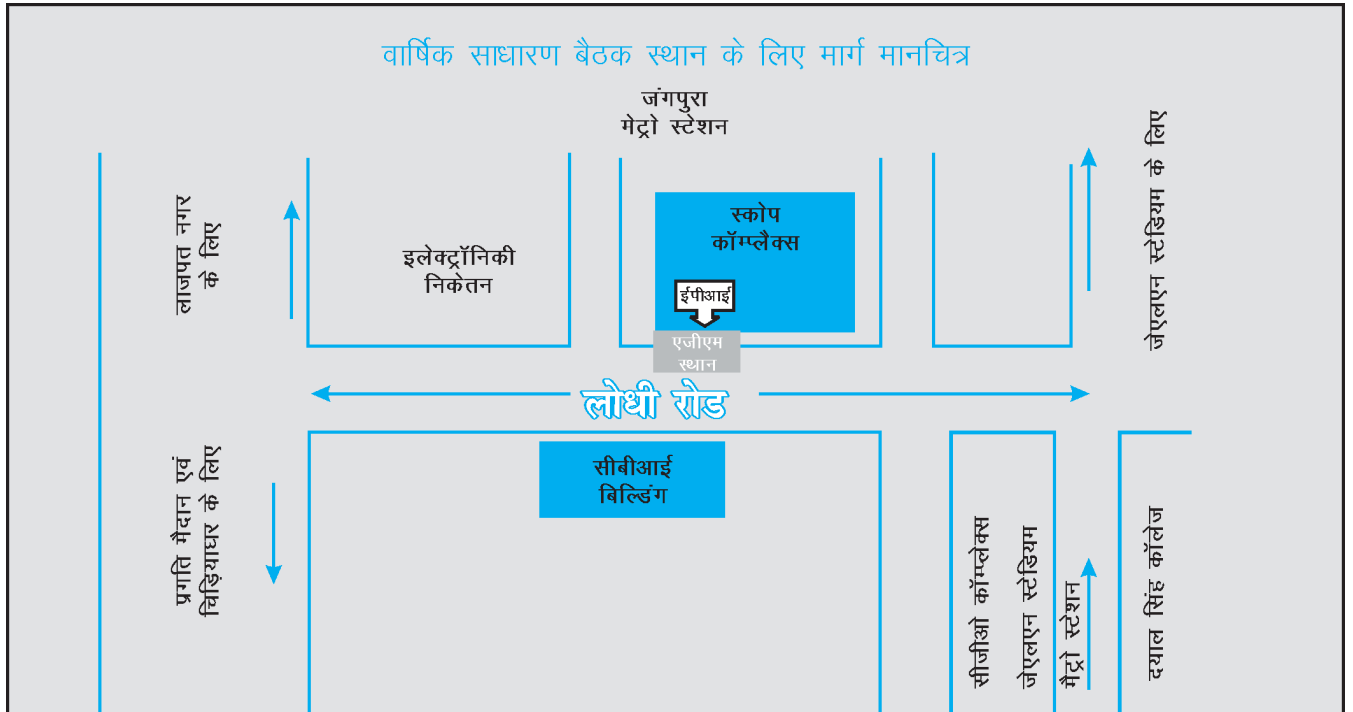 वार्षिक साधारण बैठक स्थान के लिए मार्ग मानचित्र
जंगपुरा
मेट्रो स्टेशन
लाजपत नगर
के लिए
इलेक्ट्रॉनिकी
निकेतन
स्कोप
कॉम्प्लैक्स
ईपीआई
एजीएम
स्थान
जेएलएन स्टेडियम के लिए
लोधी रोड
प्रगति मैदान एवं
चिड़ियाघर के लिए
सीबीआई
बिल्डिंग
सीजीओ कॉम्प्लेक्स
जेएलएन स्टेडियम
मैट्रो स्टेशन
दयाल सिंह कॉलेज